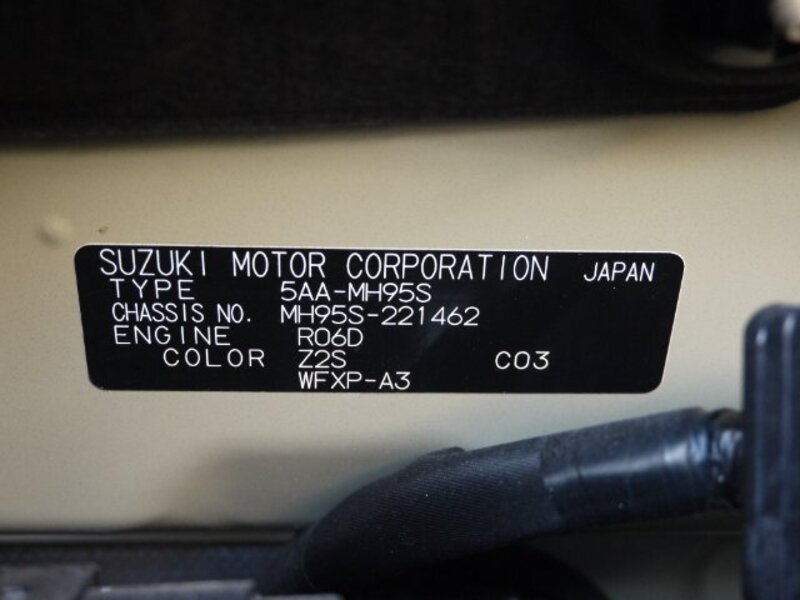 SUZUKI MOTOR CORPORATION JAPAN
TYPE 5AA-MH95S
CHASSIS NO. MH95S-221462
ENGINE R06D
COLOR Z2S C03
WFXP-A3